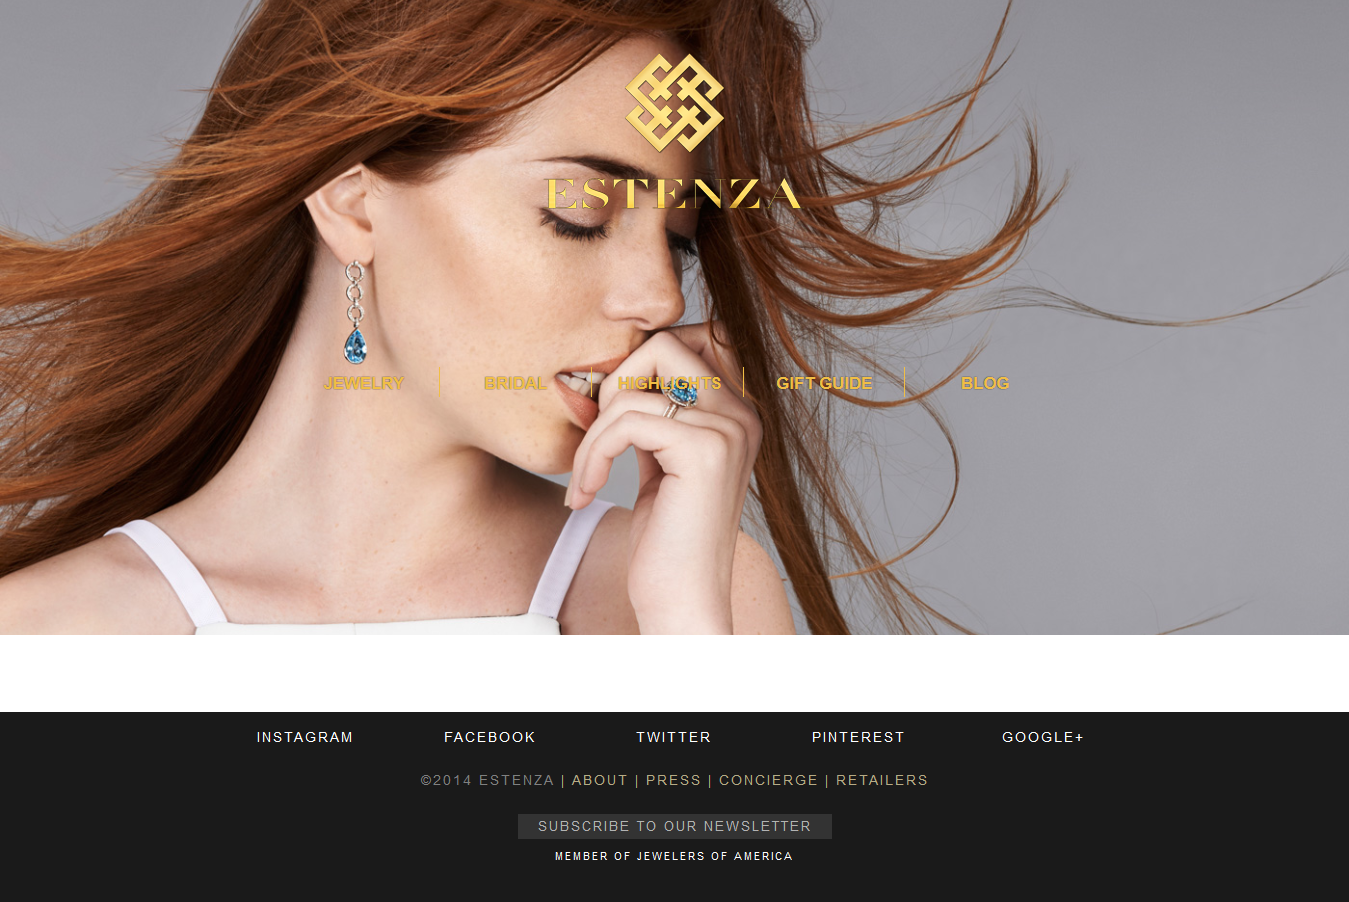 ESTENZA
JEWELRY BRIDAL HIGHLIGHTS GIFT GUIDE BLOG
INSTAGRAM FACEBOOK TWITTER PINTEREST GOOGLE+
©2014 ESTENZA | ABOUT | PRESS | CONCIERGE | RETAILERS
SUBSCRIBE TO OUR NEWSLETTER
MEMBER OF JEWELERS OF AMERICA